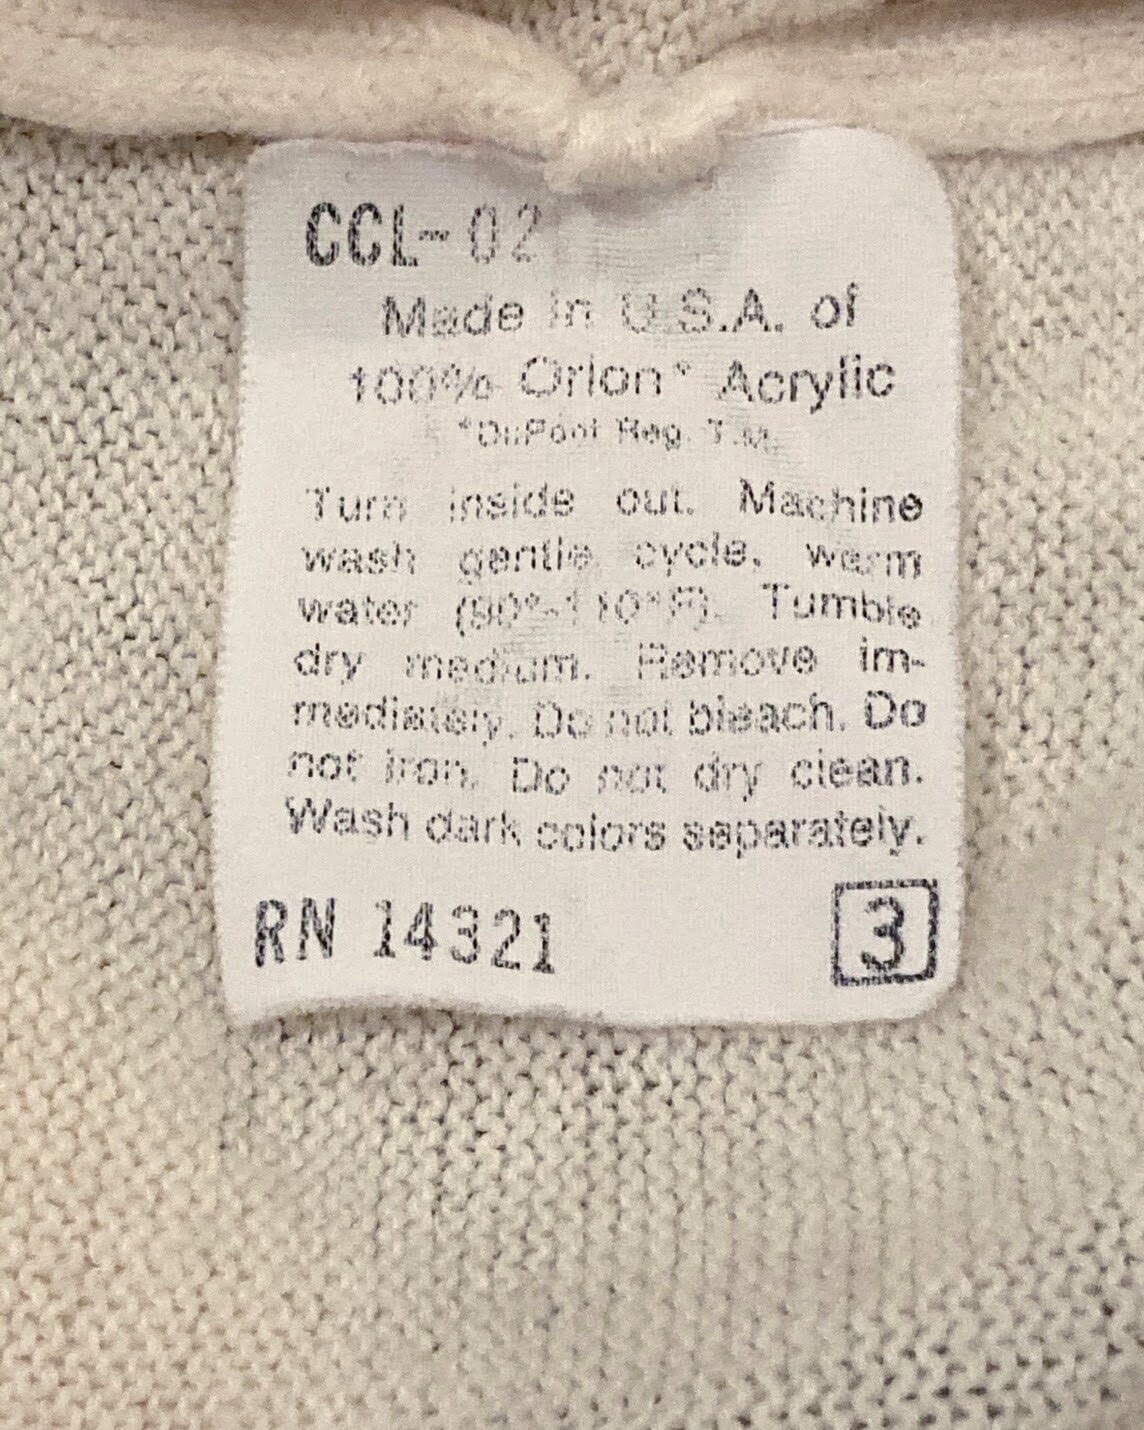 CCL-02
Made in U.S.A. of
100% Orlon* Acrylic
*DuPont Reg. T.M.
Turn inside out. Machine
wash gentle cycle, warm
water (90°-110°F). Tumble
dry medium. Remove im-
mediately. Do not bleach. Do
not iron. Do not dry clean.
Wash dark colors separately.
RN 14321
3